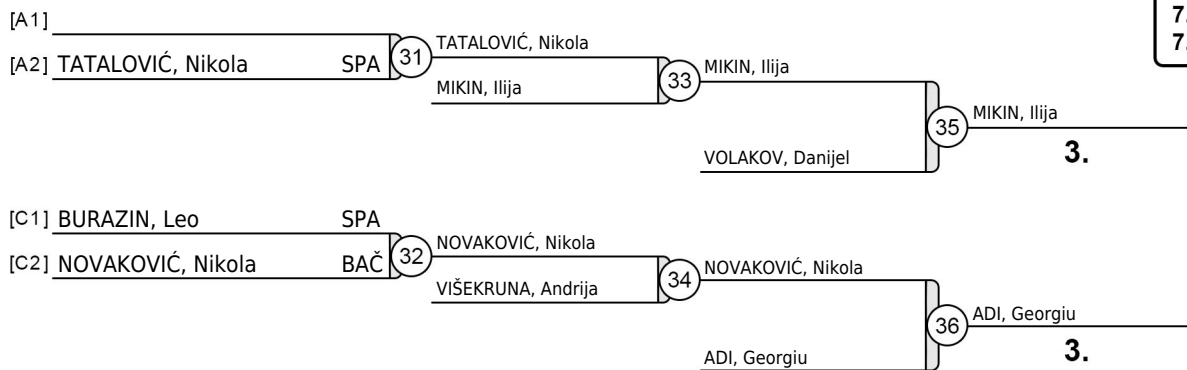 [A1]
7.
7.
[A2] TATALOVIĆ, Nikola SPA 31 TATALOVIĆ, Nikola
MIKIN, Ilija 33 MIKIN, Ilija
VOLAKOV, Danijel 35 MIKIN, Ilija
3.
[C1] BURAZIN, Leo SPA
[C2] NOVAKOVIĆ, Nikola BAČ 32 NOVAKOVIĆ, Nikola
VIŠEKRUNA, Andrija 34 NOVAKOVIĆ, Nikola
ADI, Georgiu 36 ADI, Georgiu
3.